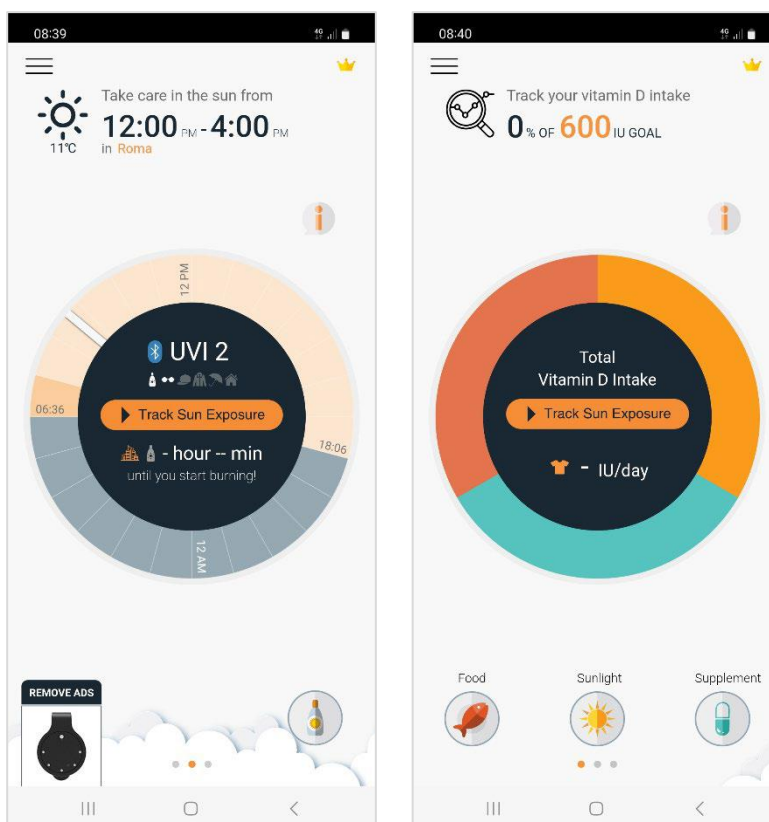 08:39
4G
Take care in the sun from
12:00 PM - 4:00 PM
11°C
in Roma
i
12 PM
UVI 2
06:36
Track Sun Exposure
18:06
- hour -- min
until you start burning!
12 AM
REMOVE ADS
08:40
4G
Track your vitamin D intake
0 % OF 600 IU GOAL
i
Total
Vitamin D Intake
Track Sun Exposure
- IU/day
Food
Sunlight
Supplement